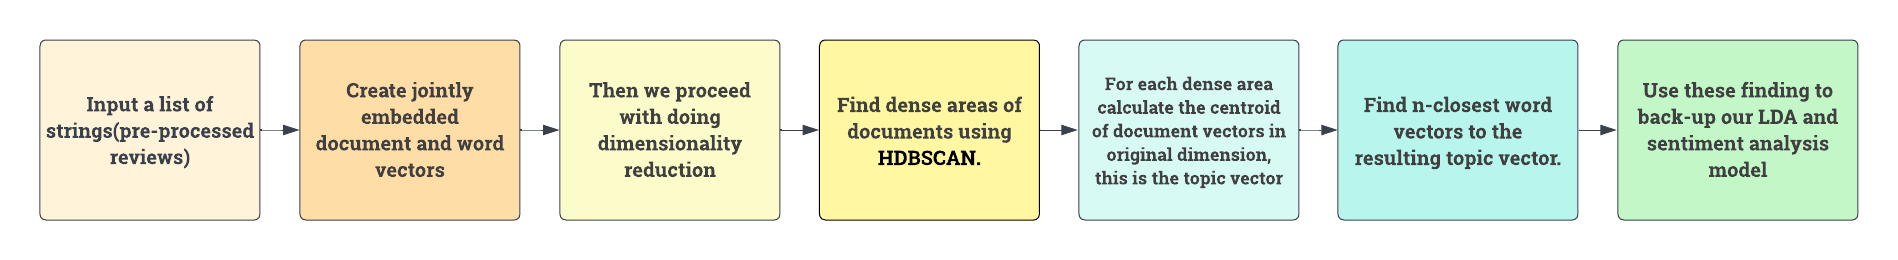 Input a list of
strings(pre-processed
reviews)
Create jointly
embedded
document and word
vectors
Then we proceed
with doing
dimensionality
reduction
Find dense areas of
documents using
HDBSCAN.
For each dense area
calculate the centroid
of document vectors in
original dimension,
this is the topic vector
Find n-closest word
vectors to the
resulting topic vector.
Use these finding to
back-up our LDA and
sentiment analysis
model